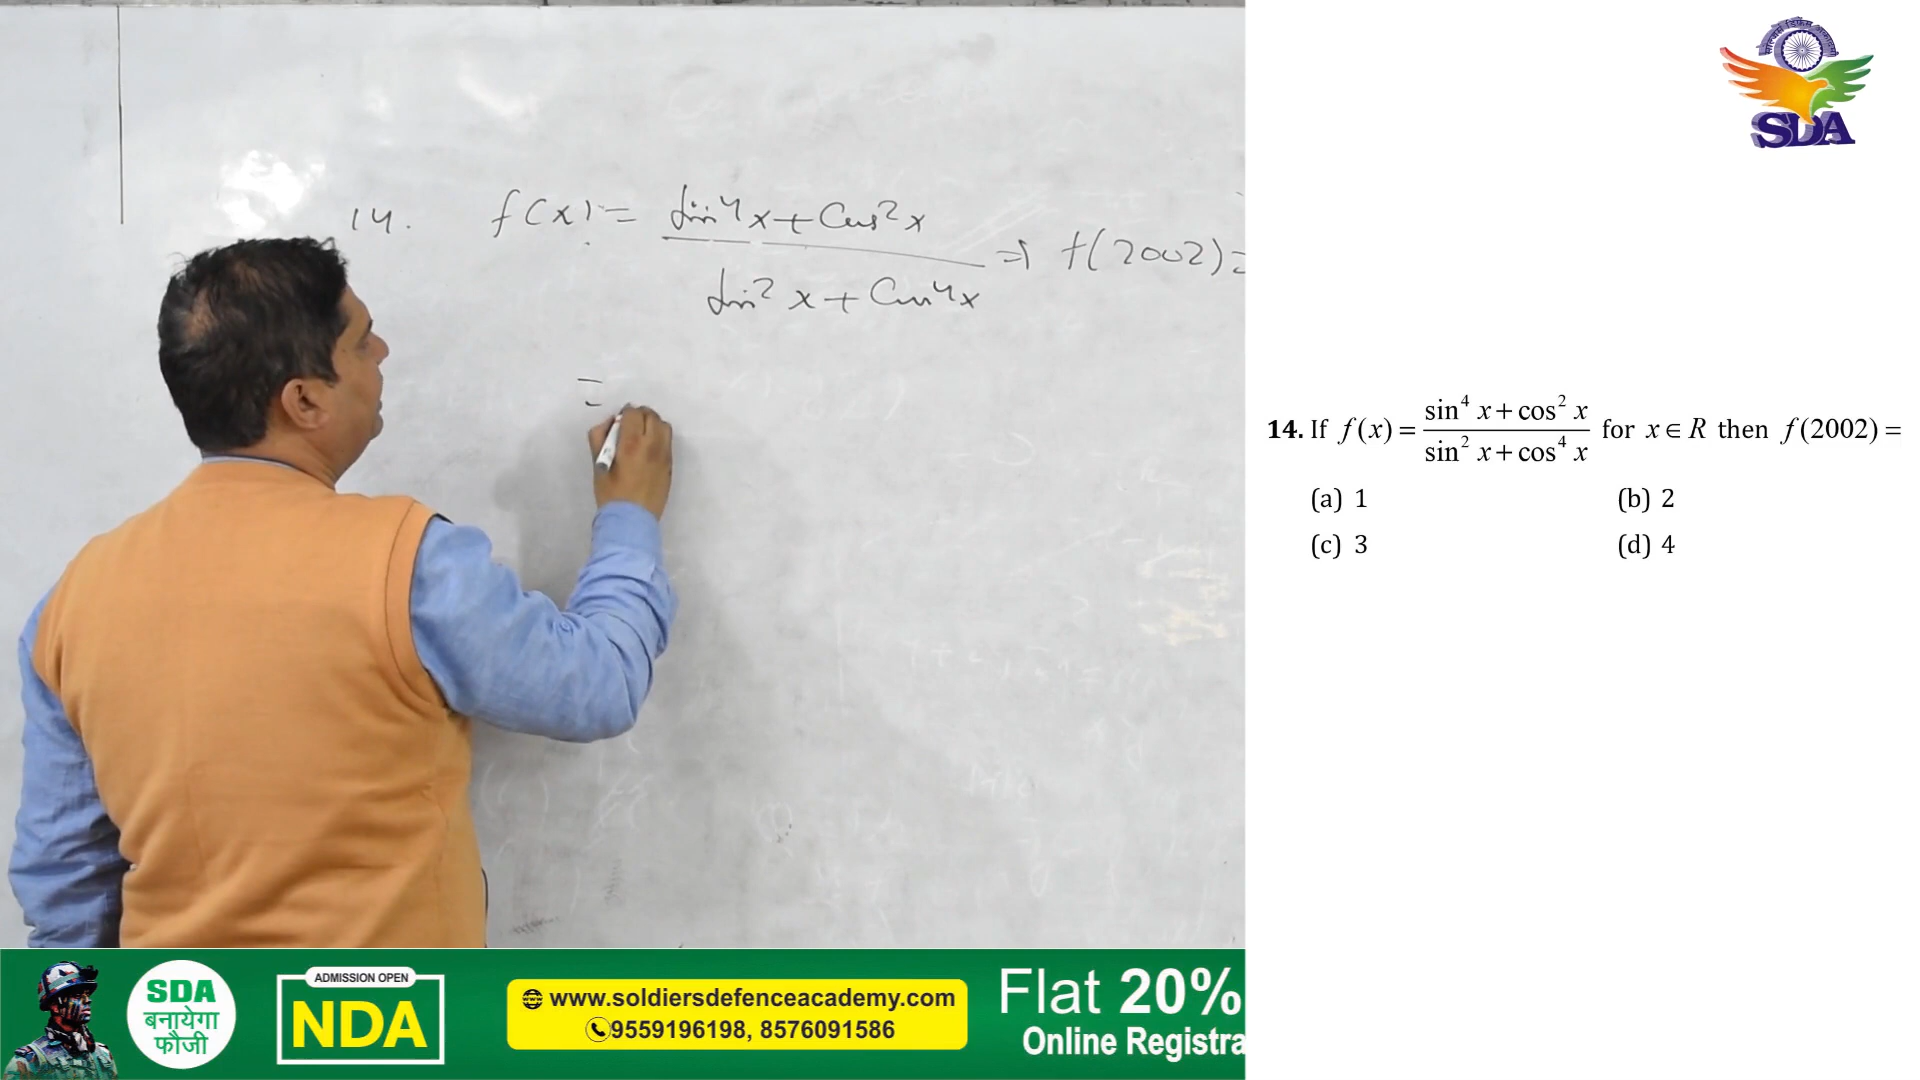 14. f(x) = sin⁴x + cos²x / sin²x + cos⁴x ⇒ f(2002) =
=
SDA
14. If f(x) = sin⁴ x + cos² x / sin² x + cos⁴ x for x ∈ R then f(2002) =
(a) 1 (b) 2
(c) 3 (d) 4
SDA
बनायेगा
फौजी
ADMISSION OPEN
NDA
www.soldiersdefenceacademy.com
9559196198, 8576091586
Flat 20%
Online Registra